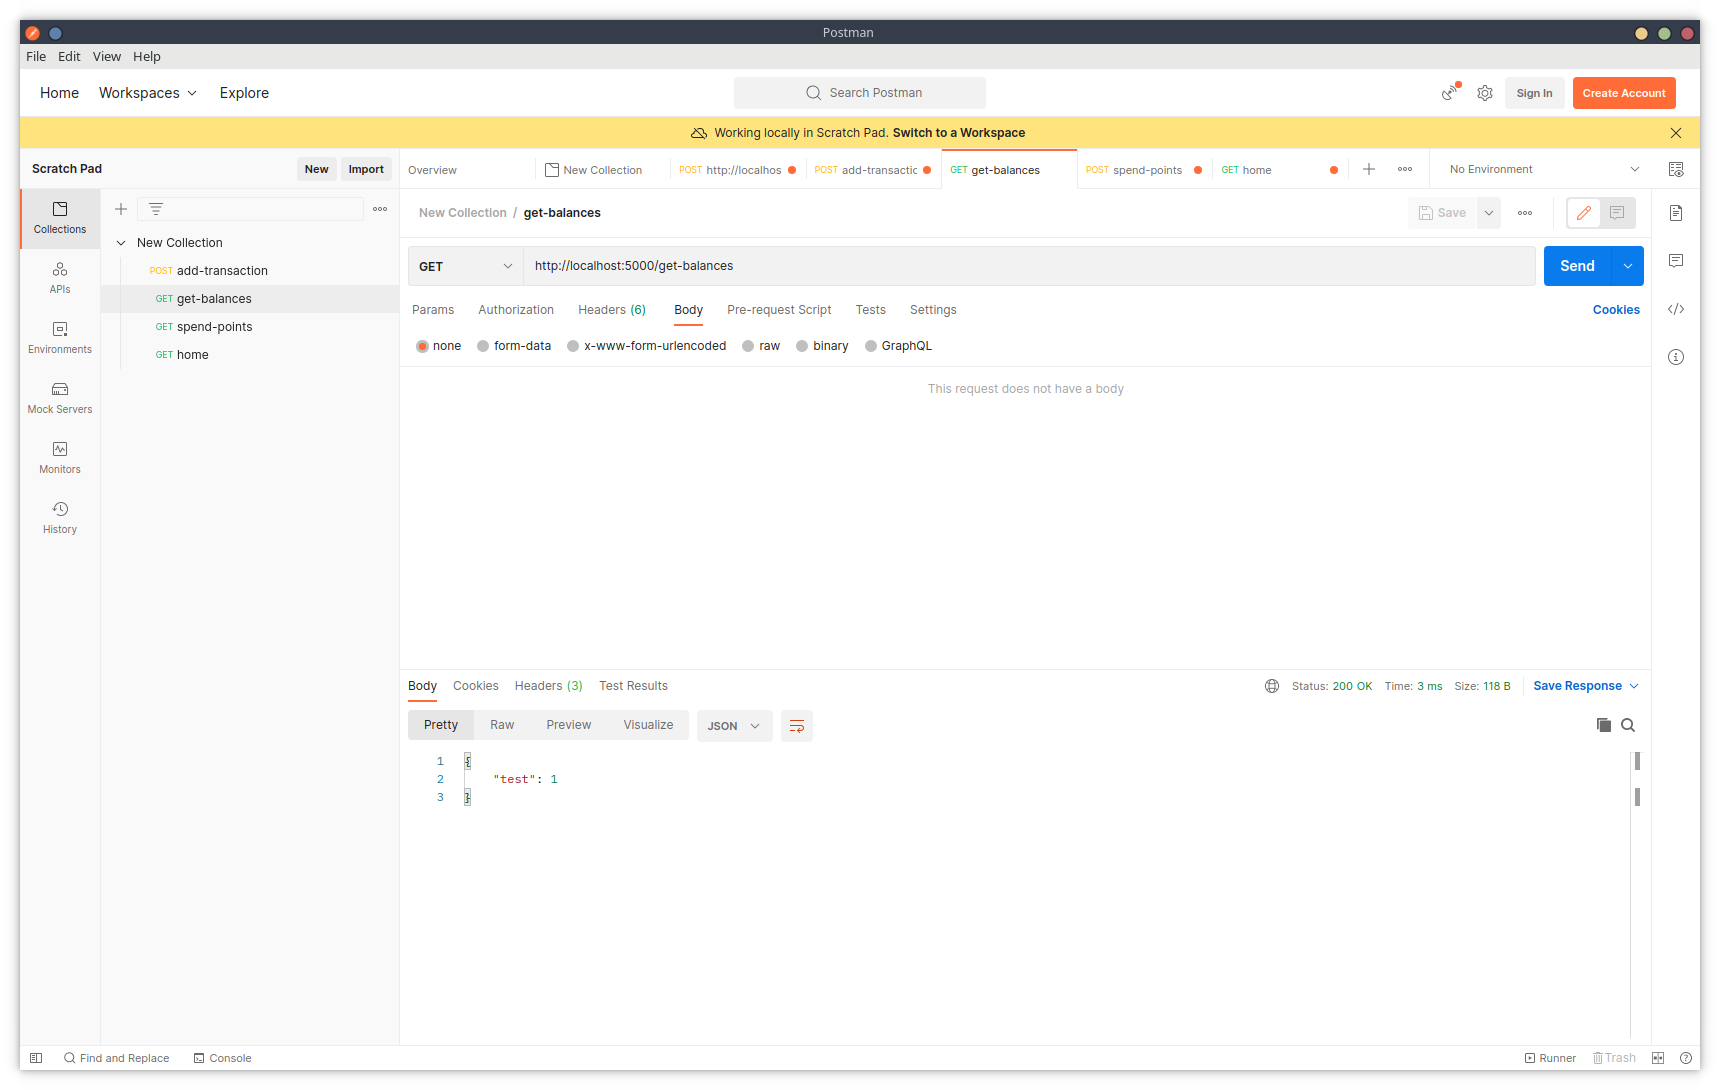 Postman
File Edit View Help
Home Workspaces Explore Search Postman Sign In Create Account
Working locally in Scratch Pad. Switch to a Workspace
Scratch Pad New Import Overview New Collection POST http://localhos POST add-transactic GET get-balances POST spend-points GET home No Environment
New Collection / get-balances Save
Collections
APIs
Environments
Mock Servers
Monitors
History
New Collection
POST add-transaction
GET get-balances
GET spend-points
GET home
GET http://localhost:5000/get-balances Send
Params Authorization Headers (6) Body Pre-request Script Tests Settings Cookies
none form-data x-www-form-urlencoded raw binary GraphQL
This request does not have a body
Body Cookies Headers (3) Test Results Status: 200 OK Time: 3 ms Size: 118 B Save Response
Pretty Raw Preview Visualize JSON
1 {
2 "test": 1
3 }
Find and Replace Console Runner Trash